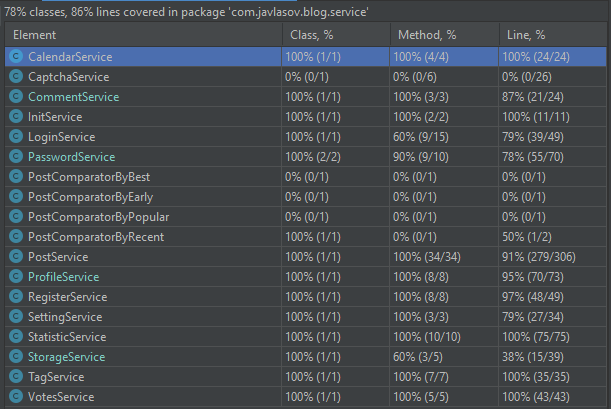 78% classes, 86% lines covered in package 'com.javlasov.blog.service'
Element Class, % Method, % Line, %
C CalendarService 100% (1/1) 100% (4/4) 100% (24/24)
C CaptchaService 0% (0/1) 0% (0/6) 0% (0/26)
C CommentService 100% (1/1) 100% (3/3) 87% (21/24)
C InitService 100% (1/1) 100% (2/2) 100% (11/11)
C LoginService 100% (1/1) 60% (9/15) 79% (39/49)
C PasswordService 100% (2/2) 90% (9/10) 78% (55/70)
C PostComparatorByBest 0% (0/1) 0% (0/1) 0% (0/1)
C PostComparatorByEarly 0% (0/1) 0% (0/1) 0% (0/1)
C PostComparatorByPopular 0% (0/1) 0% (0/1) 0% (0/1)
C PostComparatorByRecent 100% (1/1) 0% (0/1) 50% (1/2)
C PostService 100% (1/1) 100% (34/34) 91% (279/306)
C ProfileService 100% (1/1) 100% (8/8) 95% (70/73)
C RegisterService 100% (1/1) 100% (8/8) 97% (48/49)
C SettingService 100% (1/1) 100% (3/3) 79% (27/34)
C StatisticService 100% (1/1) 100% (10/10) 100% (75/75)
C StorageService 100% (1/1) 60% (3/5) 38% (15/39)
C TagService 100% (1/1) 100% (7/7) 100% (35/35)
C VotesService 100% (1/1) 100% (5/5) 100% (43/43)